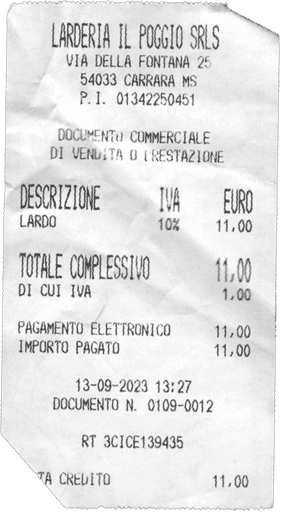 LARDERIA IL POGGIO SRLS
VIA DELLA FONTANA 25
54033 CARRARA MS
P.I. 01342250451
DOCUMENTO COMMERCIALE
DI VENDITA O PRESTAZIONE
DESCRIZIONE IVA EURO
LARDO 10% 11,00
TOTALE COMPLESSIVO 11,00
DI CUI IVA 1,00
PAGAMENTO ELETTRONICO 11,00
IMPORTO PAGATO 11,00
13-09-2023 13:27
DOCUMENTO N. 0109-0012
RT 3CICE139435
CREDITO 11,00